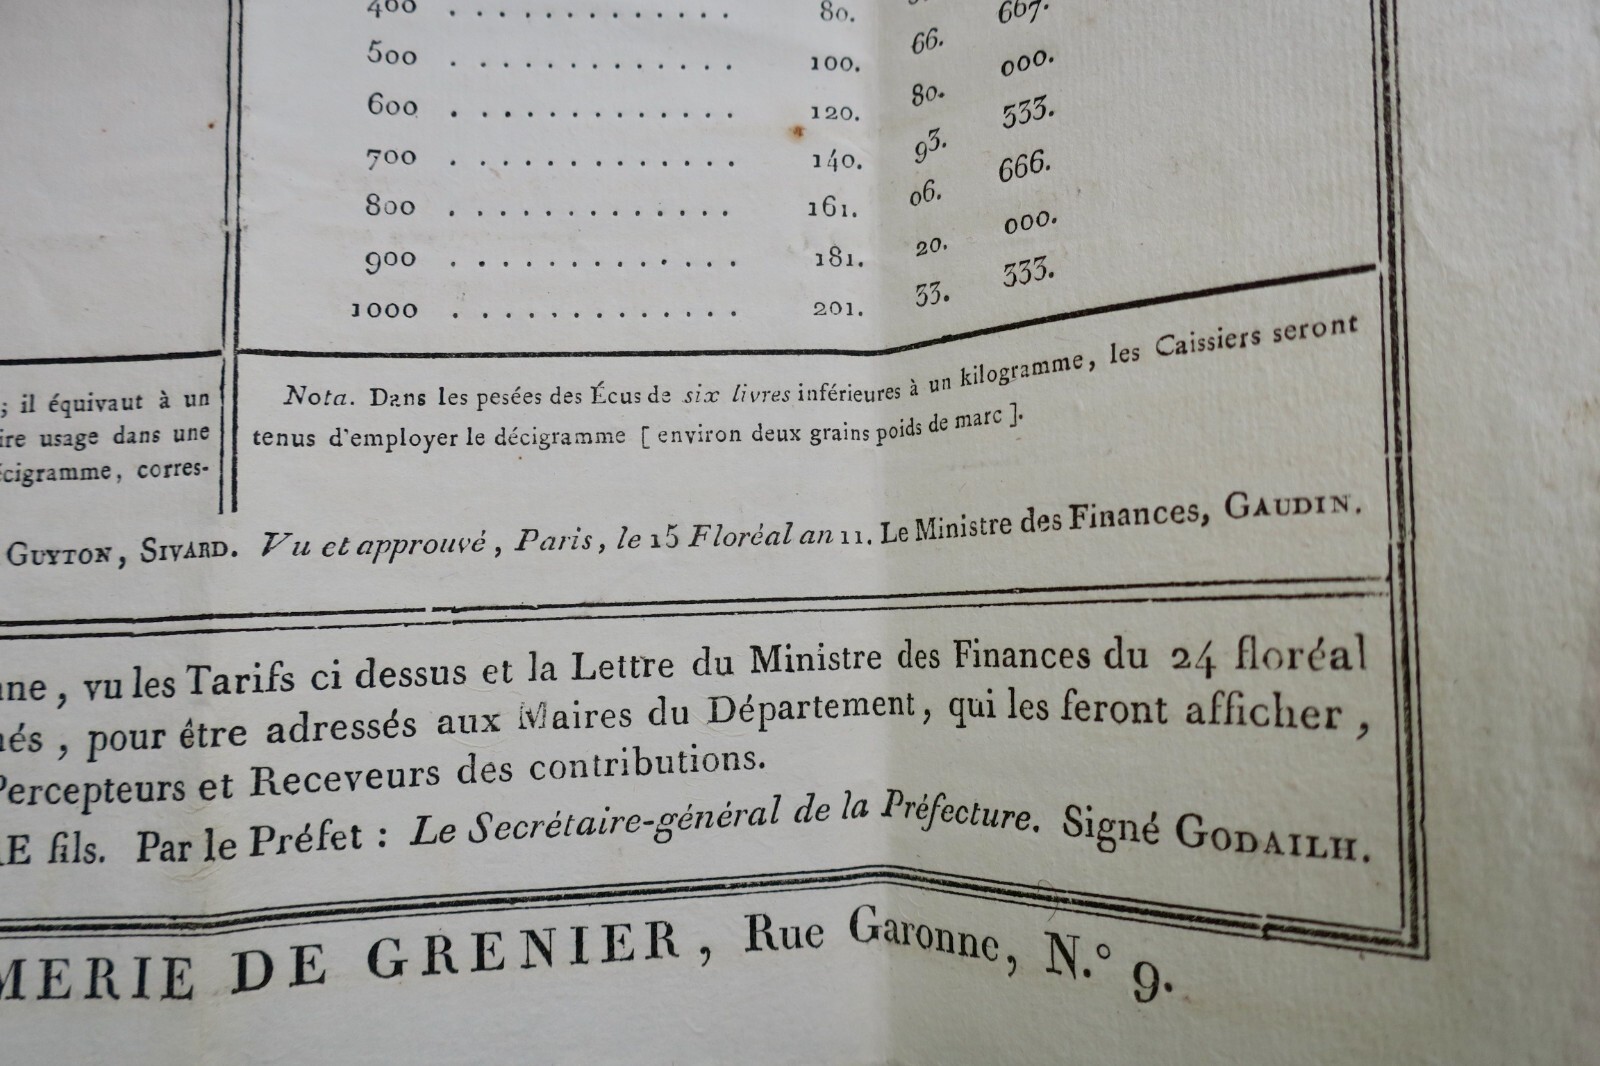 400 . . . . . . . . . . . . . 80.
500 . . . . . . . . . . . . . 100. 66. 667.
600 . . . . . . . . . . . . . 120. 80. 000.
700 . . . . . . . . . . . . . 140. 93. 333.
800 . . . . . . . . . . . . . 161. 06. 666.
900 . . . . . . . . . . . . . 181. 20. 000.
1000 . . . . . . . . . . . . . 201. 33. 333.
; il équivaut à un
ire usage dans une
écigramme, corres-
Nota. Dans les pesées des Écus de six livres inférieures à un kilogramme, les Caissiers seront
tenus d'employer le décigramme [ environ deux grains poids de marc ].
GUYTON, SIVARD. Vu et approuvé, Paris, le 15 Floréal an 11. Le Ministre des Finances, GAUDIN.
ne, vu les Tarifs ci dessus et la Lettre du Ministre des Finances du 24 floréal
és, pour être adressés aux Maires du Département, qui les feront afficher,
Percepteurs et Receveurs des contributions.
E fils. Par le Préfet : Le Secrétaire-général de la Préfecture. Signé GODAILH.
MERIE DE GRENIER, Rue Garonne, N.° 9.